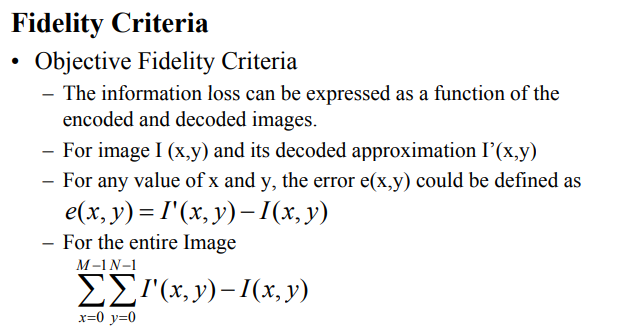 Fidelity Criteria
• Objective Fidelity Criteria
– The information loss can be expressed as a function of the
encoded and decoded images.
– For image I (x,y) and its decoded approximation I’(x,y)
– For any value of x and y, the error e(x,y) could be defined as
e(x, y) = I'(x, y) – I(x, y)
– For the entire Image
M–1 N–1
∑ ∑ I'(x, y) – I(x, y)
x=0 y=0